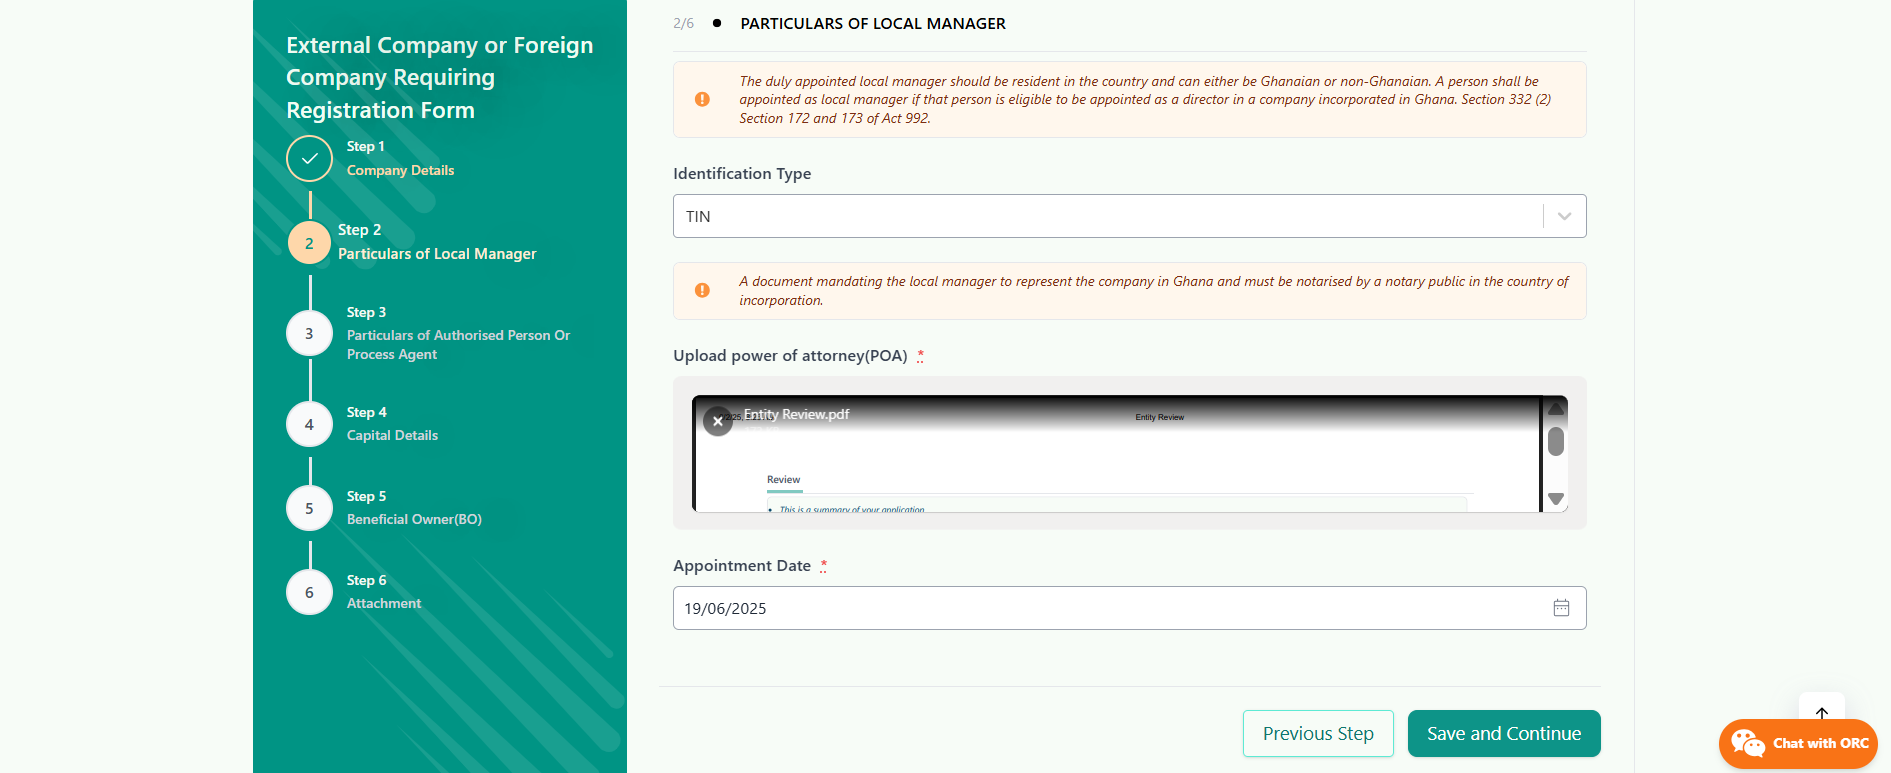 External Company or Foreign
Company Requiring
Registration Form
Step 1
Company Details
2
Step 2
Particulars of Local Manager
3
Step 3
Particulars of Authorised Person Or
Process Agent
4
Step 4
Capital Details
5
Step 5
Beneficial Owner(BO)
6
Step 6
Attachment
2/6 • PARTICULARS OF LOCAL MANAGER
The duly appointed local manager should be resident in the country and can either be Ghanaian or non-Ghanaian. A person shall be
appointed as local manager if that person is eligible to be appointed as a director in a company incorporated in Ghana. Section 332 (2)
Section 172 and 173 of Act 992.
Identification Type
TIN
A document mandating the local manager to represent the company in Ghana and must be notarised by a notary public in the country of
incorporation.
Upload power of attorney(POA) *
Entity Review.pdf
Entity Review
Review
• This is a summary of your application
Appointment Date *
19/06/2025
Previous Step
Save and Continue
Chat with ORC